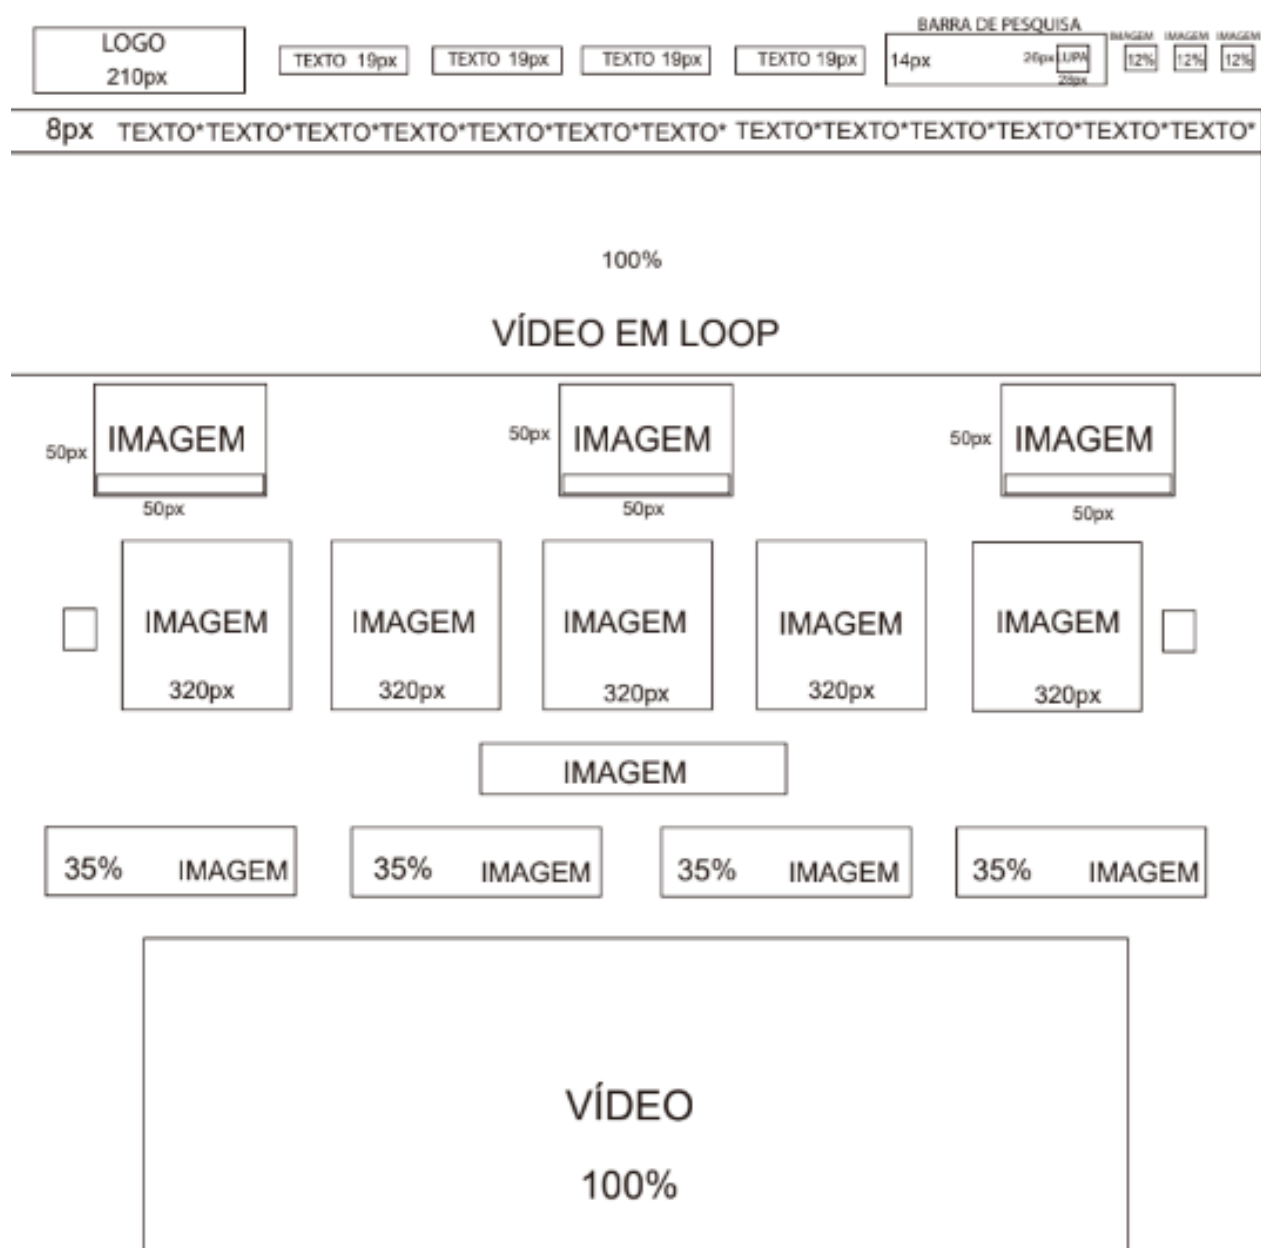 LOGO
210px
TEXTO 19px
TEXTO 19px
TEXTO 19px
TEXTO 19px
BARRA DE PESQUISA
14px
26px LUPA
28px
IMAGEM
12%
IMAGEM
12%
IMAGEM
12%
8px TEXTO*TEXTO*TEXTO*TEXTO*TEXTO*TEXTO*TEXTO* TEXTO*TEXTO*TEXTO*TEXTO*TEXTO*TEXTO*
100%
VÍDEO EM LOOP
50px
IMAGEM
50px
50px
IMAGEM
50px
50px
IMAGEM
50px
IMAGEM
320px
IMAGEM
320px
IMAGEM
320px
IMAGEM
320px
IMAGEM
320px
IMAGEM
35% IMAGEM
35% IMAGEM
35% IMAGEM
35% IMAGEM
VÍDEO
100%